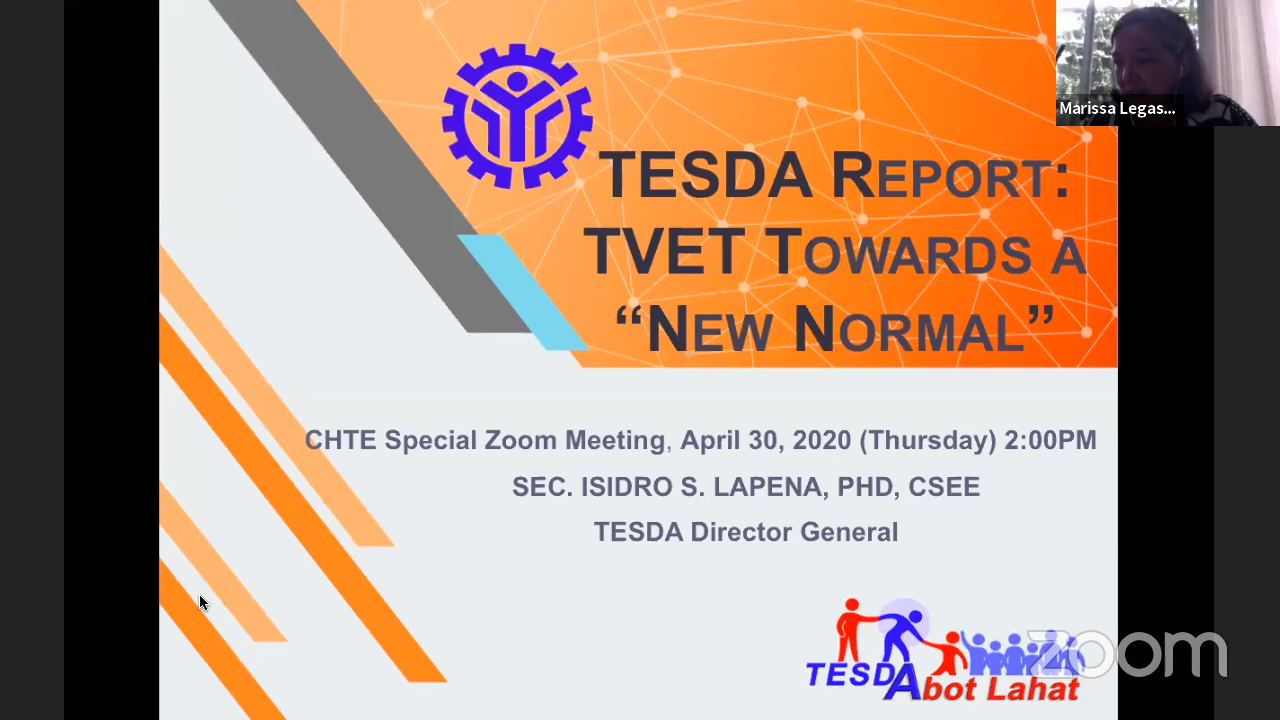 Marissa Legas...
TESDA REPORT:
TVET TOWARDS A
“NEW NORMAL”
CHTE Special Zoom Meeting, April 30, 2020 (Thursday) 2:00PM
SEC. ISIDRO S. LAPENA, PHD, CSEE
TESDA Director General
TESDA
Abot Lahat
zoom